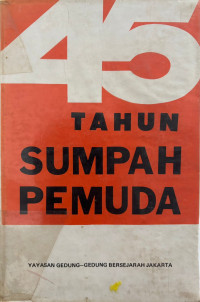 45
TAHUN
SUMPAH
PEMUDA
YAYASAN GEDUNG-GEDUNG BERSEJARAH JAKARTA